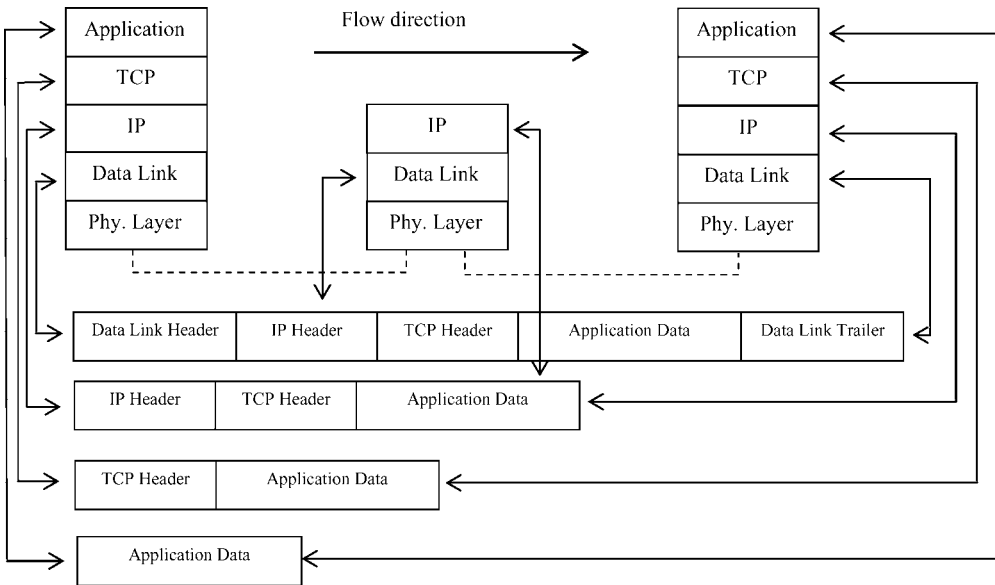 Flow direction
Application
TCP
IP
Data Link
Phy. Layer
IP
Data Link
Phy. Layer
Application
TCP
IP
Data Link
Phy. Layer
Data Link Header IP Header TCP Header Application Data Data Link Trailer
IP Header TCP Header Application Data
TCP Header Application Data
Application Data